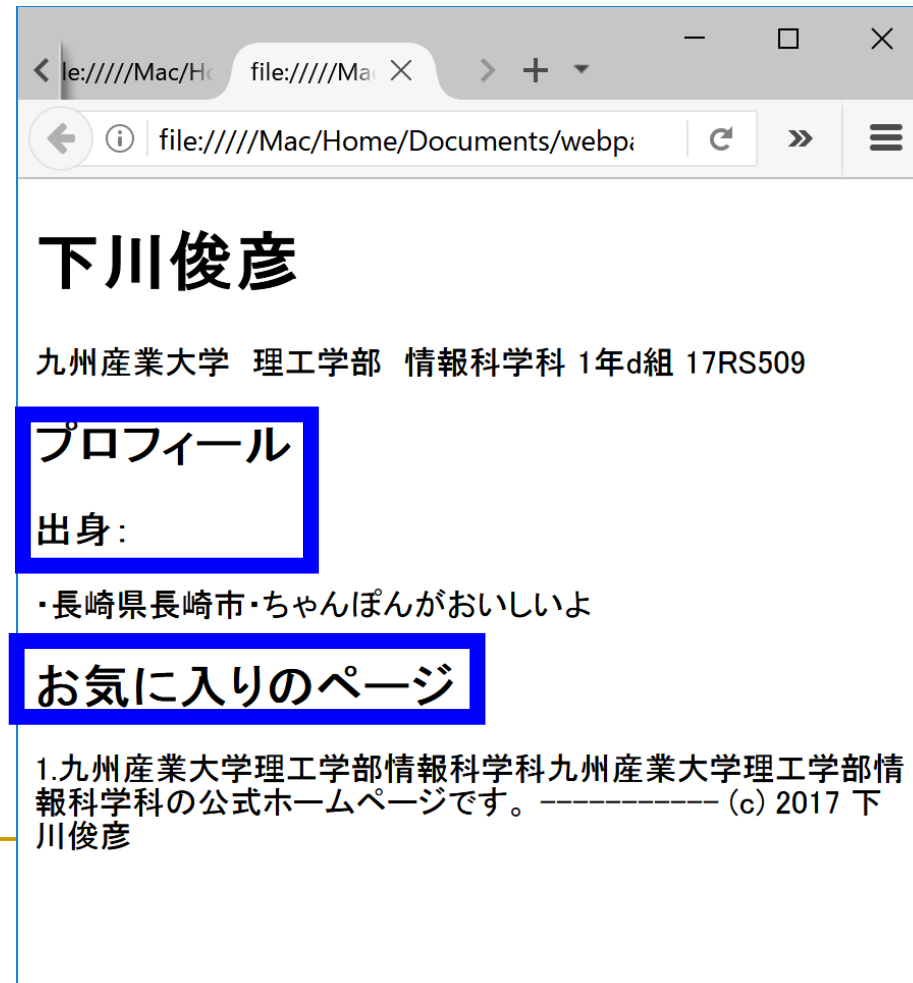 le://///Mac/Ho
file://///Ma
file://///Mac/Home/Documents/webpa
下川俊彦
九州産業大学　理工学部　情報科学科 1年d組 17RS509
プロフィール
出身：
・長崎県長崎市・ちゃんぽんがおいしいよ
お気に入りのページ
1.九州産業大学理工学部情報科学科九州産業大学理工学部情
報科学科の公式ホームページです。 ----------- (c) 2017 下
川俊彦